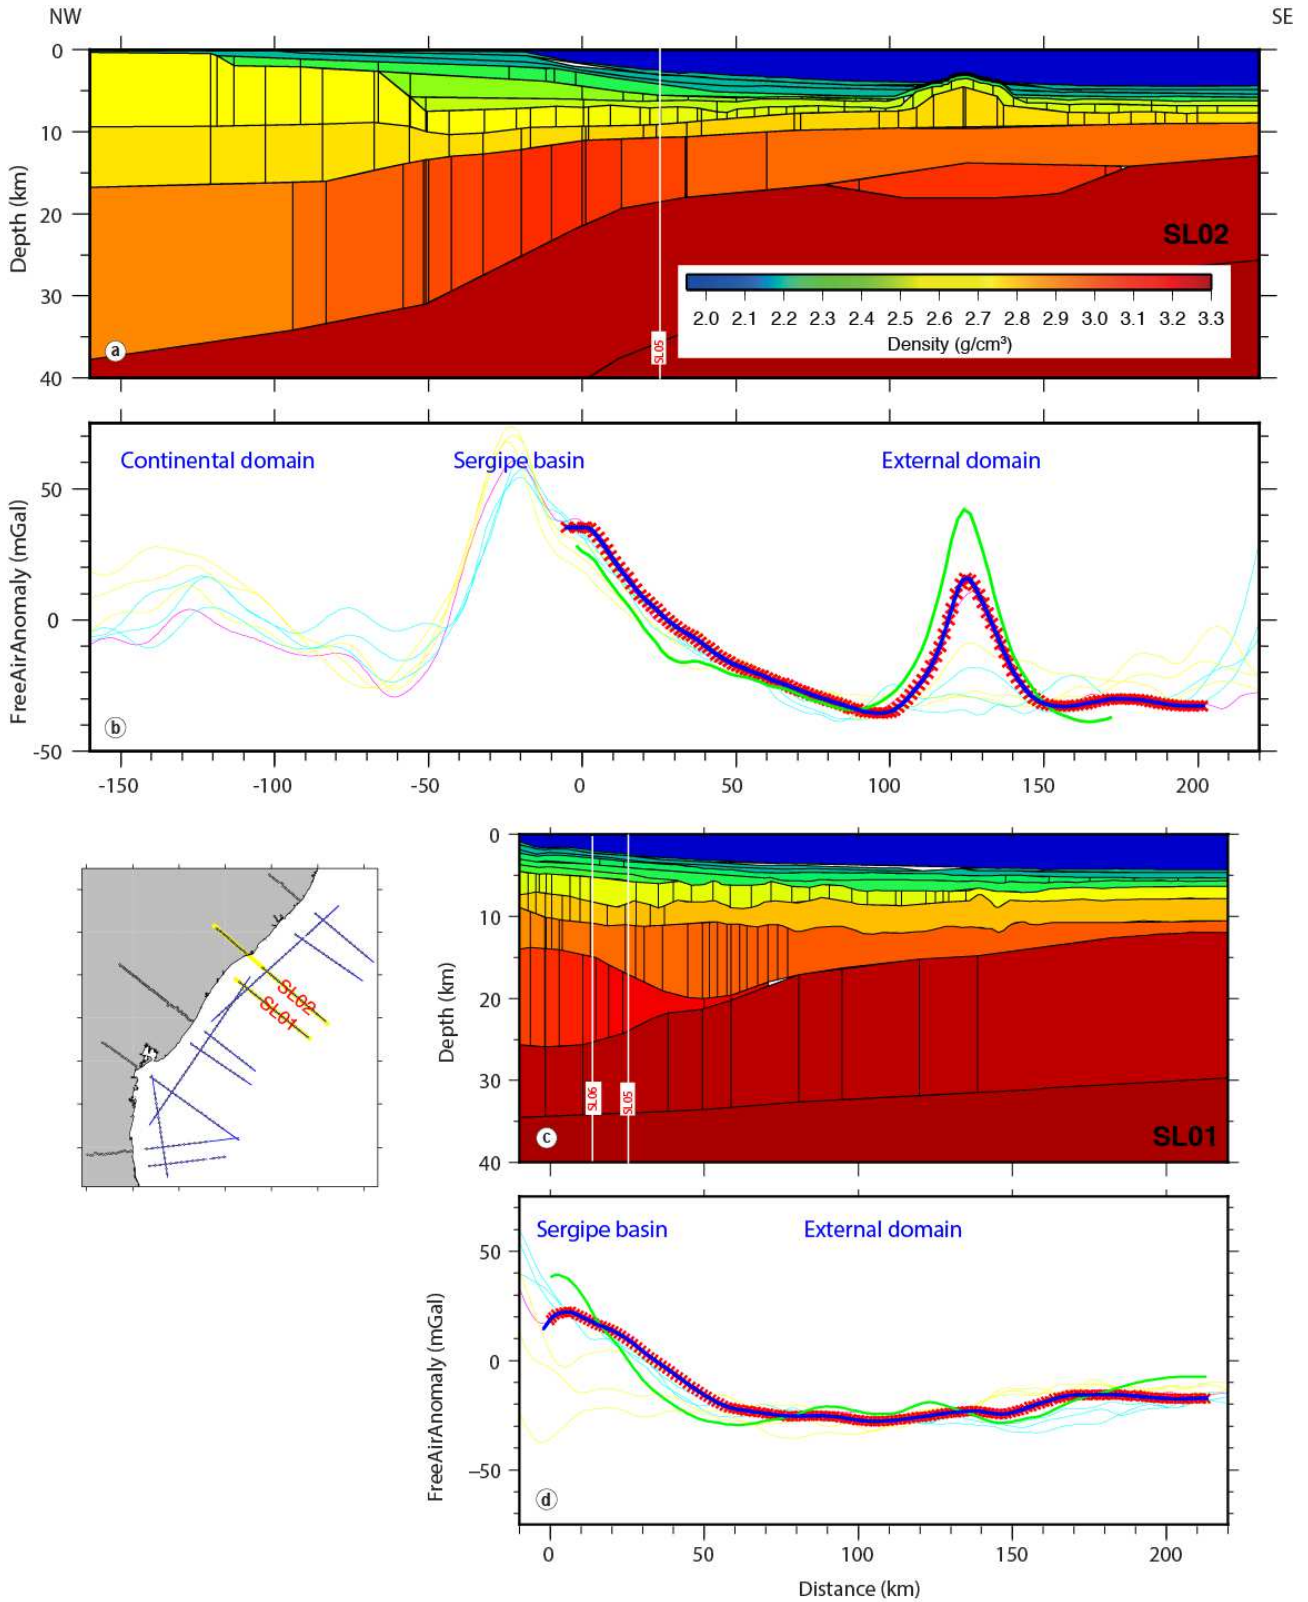 NW SE
0
10
20
30
40
Depth (km)
SL02
2.0 2.1 2.2 2.3 2.4 2.5 2.6 2.7 2.8 2.9 3.0 3.1 3.2 3.3
Density (g/cm³)
SL05
a
Continental domain Sergipe basin External domain
50
0
-50
FreeAirAnomaly (mGal)
b
-150 -100 -50 0 50 100 150 200
SL02
SL01
0
10
20
30
40
Depth (km)
SL06 SL05
c
SL01
Sergipe basin External domain
50
0
−50
FreeAirAnomaly (mGal)
d
0 50 100 150 200
Distance (km)